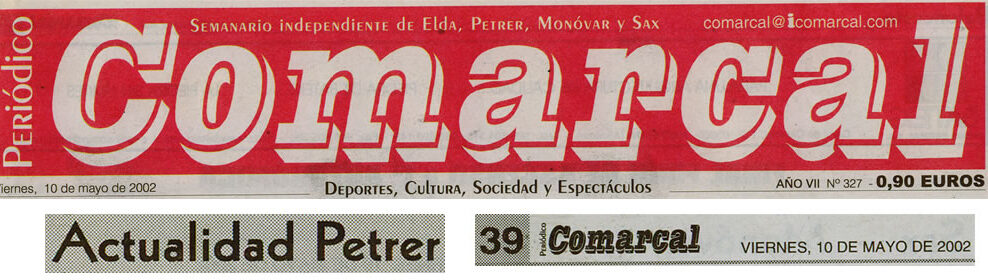 Semanario independiente de Elda, Petrer, Monóvar y Sax
comarcal@icomarcal.com
Periódico
Comarcal
Viernes, 10 de mayo de 2002
Deportes, Cultura, Sociedad y Espectáculos
AÑO VII Nº 327 - 0,90 EUROS
Actualidad Petrer
39 Periódico Comarcal VIERNES, 10 DE MAYO DE 2002